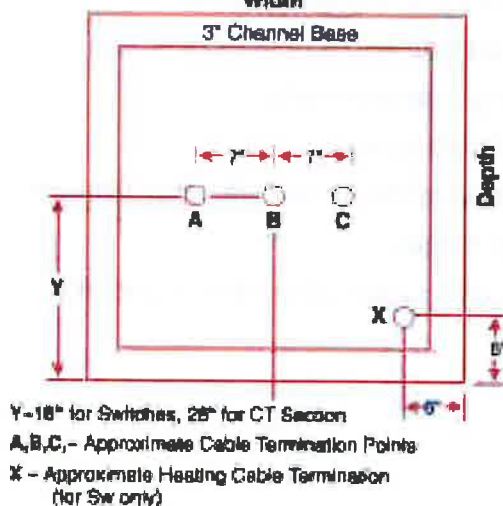 Width
3" Channel Base
7" 7"
A B C
Depth
Y
X
6"
Y-18" for Switches, 28" for CT Section
A,B,C,- Approximate Cable Termination Points
X - Approximate Heating Cable Termination
(for Sw only)